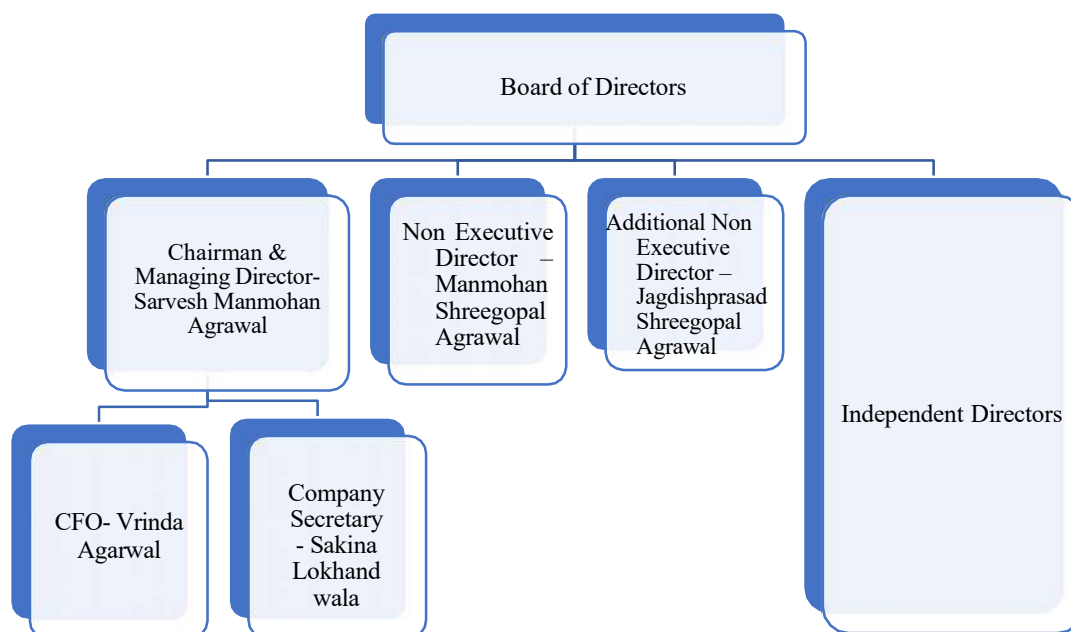 Board of Directors
Chairman &
Managing Director-
Sarvesh Manmohan
Agrawal
Non Executive
Director –
Manmohan
Shreegopal
Agrawal
Additional Non
Executive
Director –
Jagdishprasad
Shreegopal
Agrawal
Independent Directors
CFO- Vrinda
Agarwal
Company
Secretary
- Sakina
Lokhand
wala